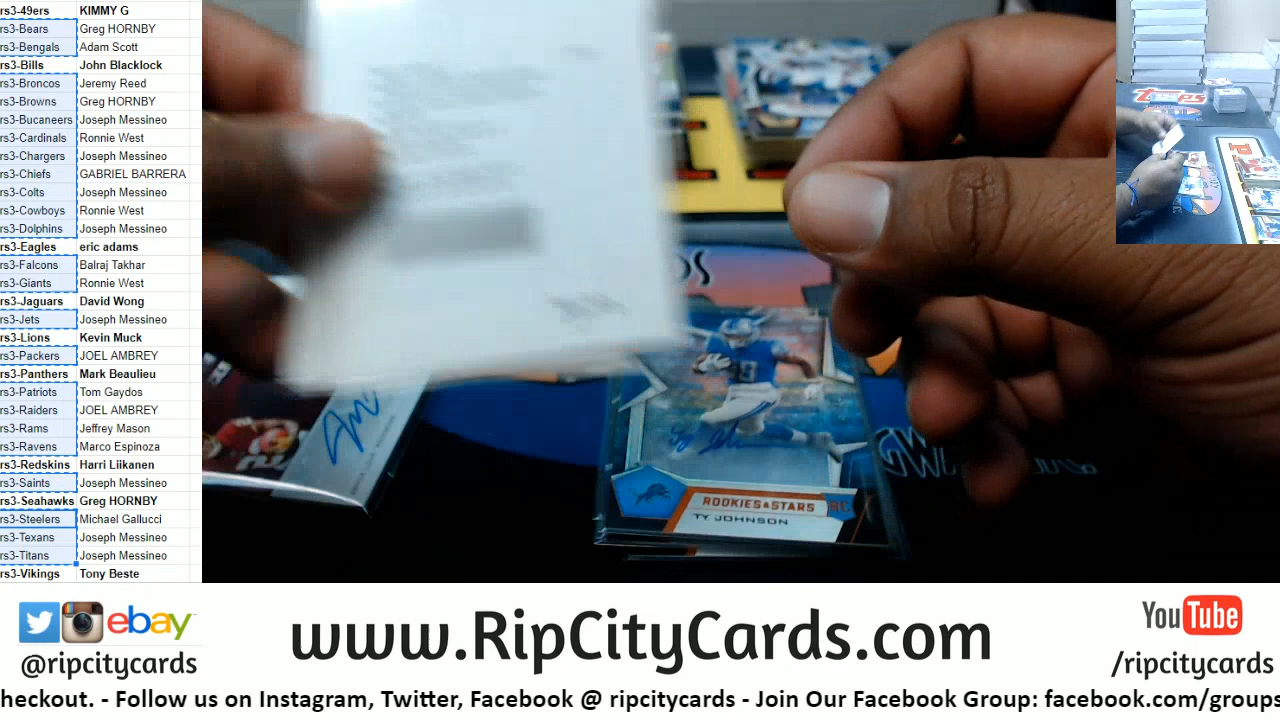 rs3-49ers KIMMY G
rs3-Bears Greg HORNBY
rs3-Bengals Adam Scott
rs3-Bills John Blacklock
rs3-Broncos Jeremy Reed
rs3-Browns Greg HORNBY
rs3-Bucaneers Joseph Messineo
rs3-Cardinals Ronnie West
rs3-Chargers Joseph Messineo
rs3-Chiefs GABRIEL BARRERA
rs3-Colts Joseph Messineo
rs3-Cowboys Ronnie West
rs3-Dolphins Joseph Messineo
rs3-Eagles eric adams
rs3-Falcons Balraj Takhar
rs3-Giants Ronnie West
rs3-Jaguars David Wong
rs3-Jets Joseph Messineo
rs3-Lions Kevin Muck
rs3-Packers JOEL AMBREY
rs3-Panthers Mark Beaulieu
rs3-Patriots Tom Gaydos
rs3-Raiders JOEL AMBREY
rs3-Rams Jeffrey Mason
rs3-Ravens Marco Espinoza
rs3-Redskins Harri Liikanen
rs3-Saints Joseph Messineo
rs3-Seahawks Greg HORNBY
rs3-Steelers Michael Gallucci
rs3-Texans Joseph Messineo
rs3-Titans Joseph Messineo
rs3-Vikings Tony Beste
Topps
ROOKIES & STARS
RC
TY JOHNSON
ebay
@ripcitycards
www.RipCityCards.com
YouTube
/ripcitycards
heckout. - Follow us on Instagram, Twitter, Facebook @ ripcitycards - Join Our Facebook Group: facebook.com/groups